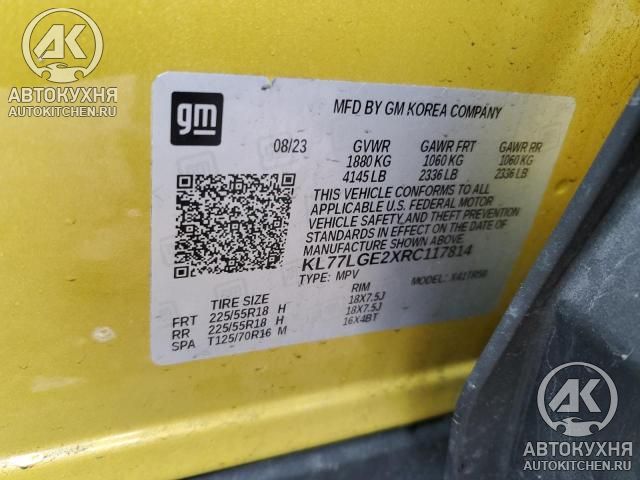 AK
АВТОКУХНЯ
AUTOKITCHEN.RU
gm
MFD BY GM KOREA COMPANY
08/23 GVWR GAWR FRT GAWR RR
1880 KG 1060 KG 1060 KG
4145 LB 2336 LB 2336 LB
THIS VEHICLE CONFORMS TO ALL
APPLICABLE U.S. FEDERAL MOTOR
VEHICLE SAFETY AND THEFT PREVENTION
STANDARDS IN EFFECT ON THE DATE OF
MANUFACTURE SHOWN ABOVE.
KL77LGE2XRC117814
TYPE: MPV MODEL:
TIRE SIZE RIM
FRT 225/55R18 H 18X7.5J
RR 225/55R18 H 18X7.5J
SPA T125/70R16 M 16X4BT
AK
АВТОКУХНЯ
AUTOKITCHEN.RU